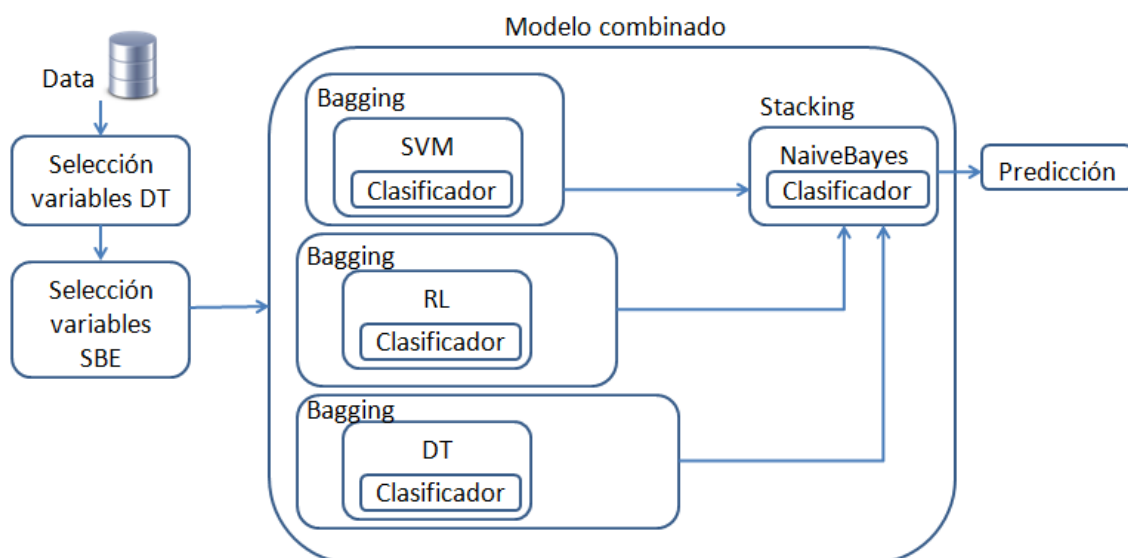 Modelo combinado
Data
Selección
variables DT
Selección
variables
SBE
Bagging
SVM
Clasificador
Bagging
RL
Clasificador
Bagging
DT
Clasificador
Stacking
NaiveBayes
Clasificador
Predicción